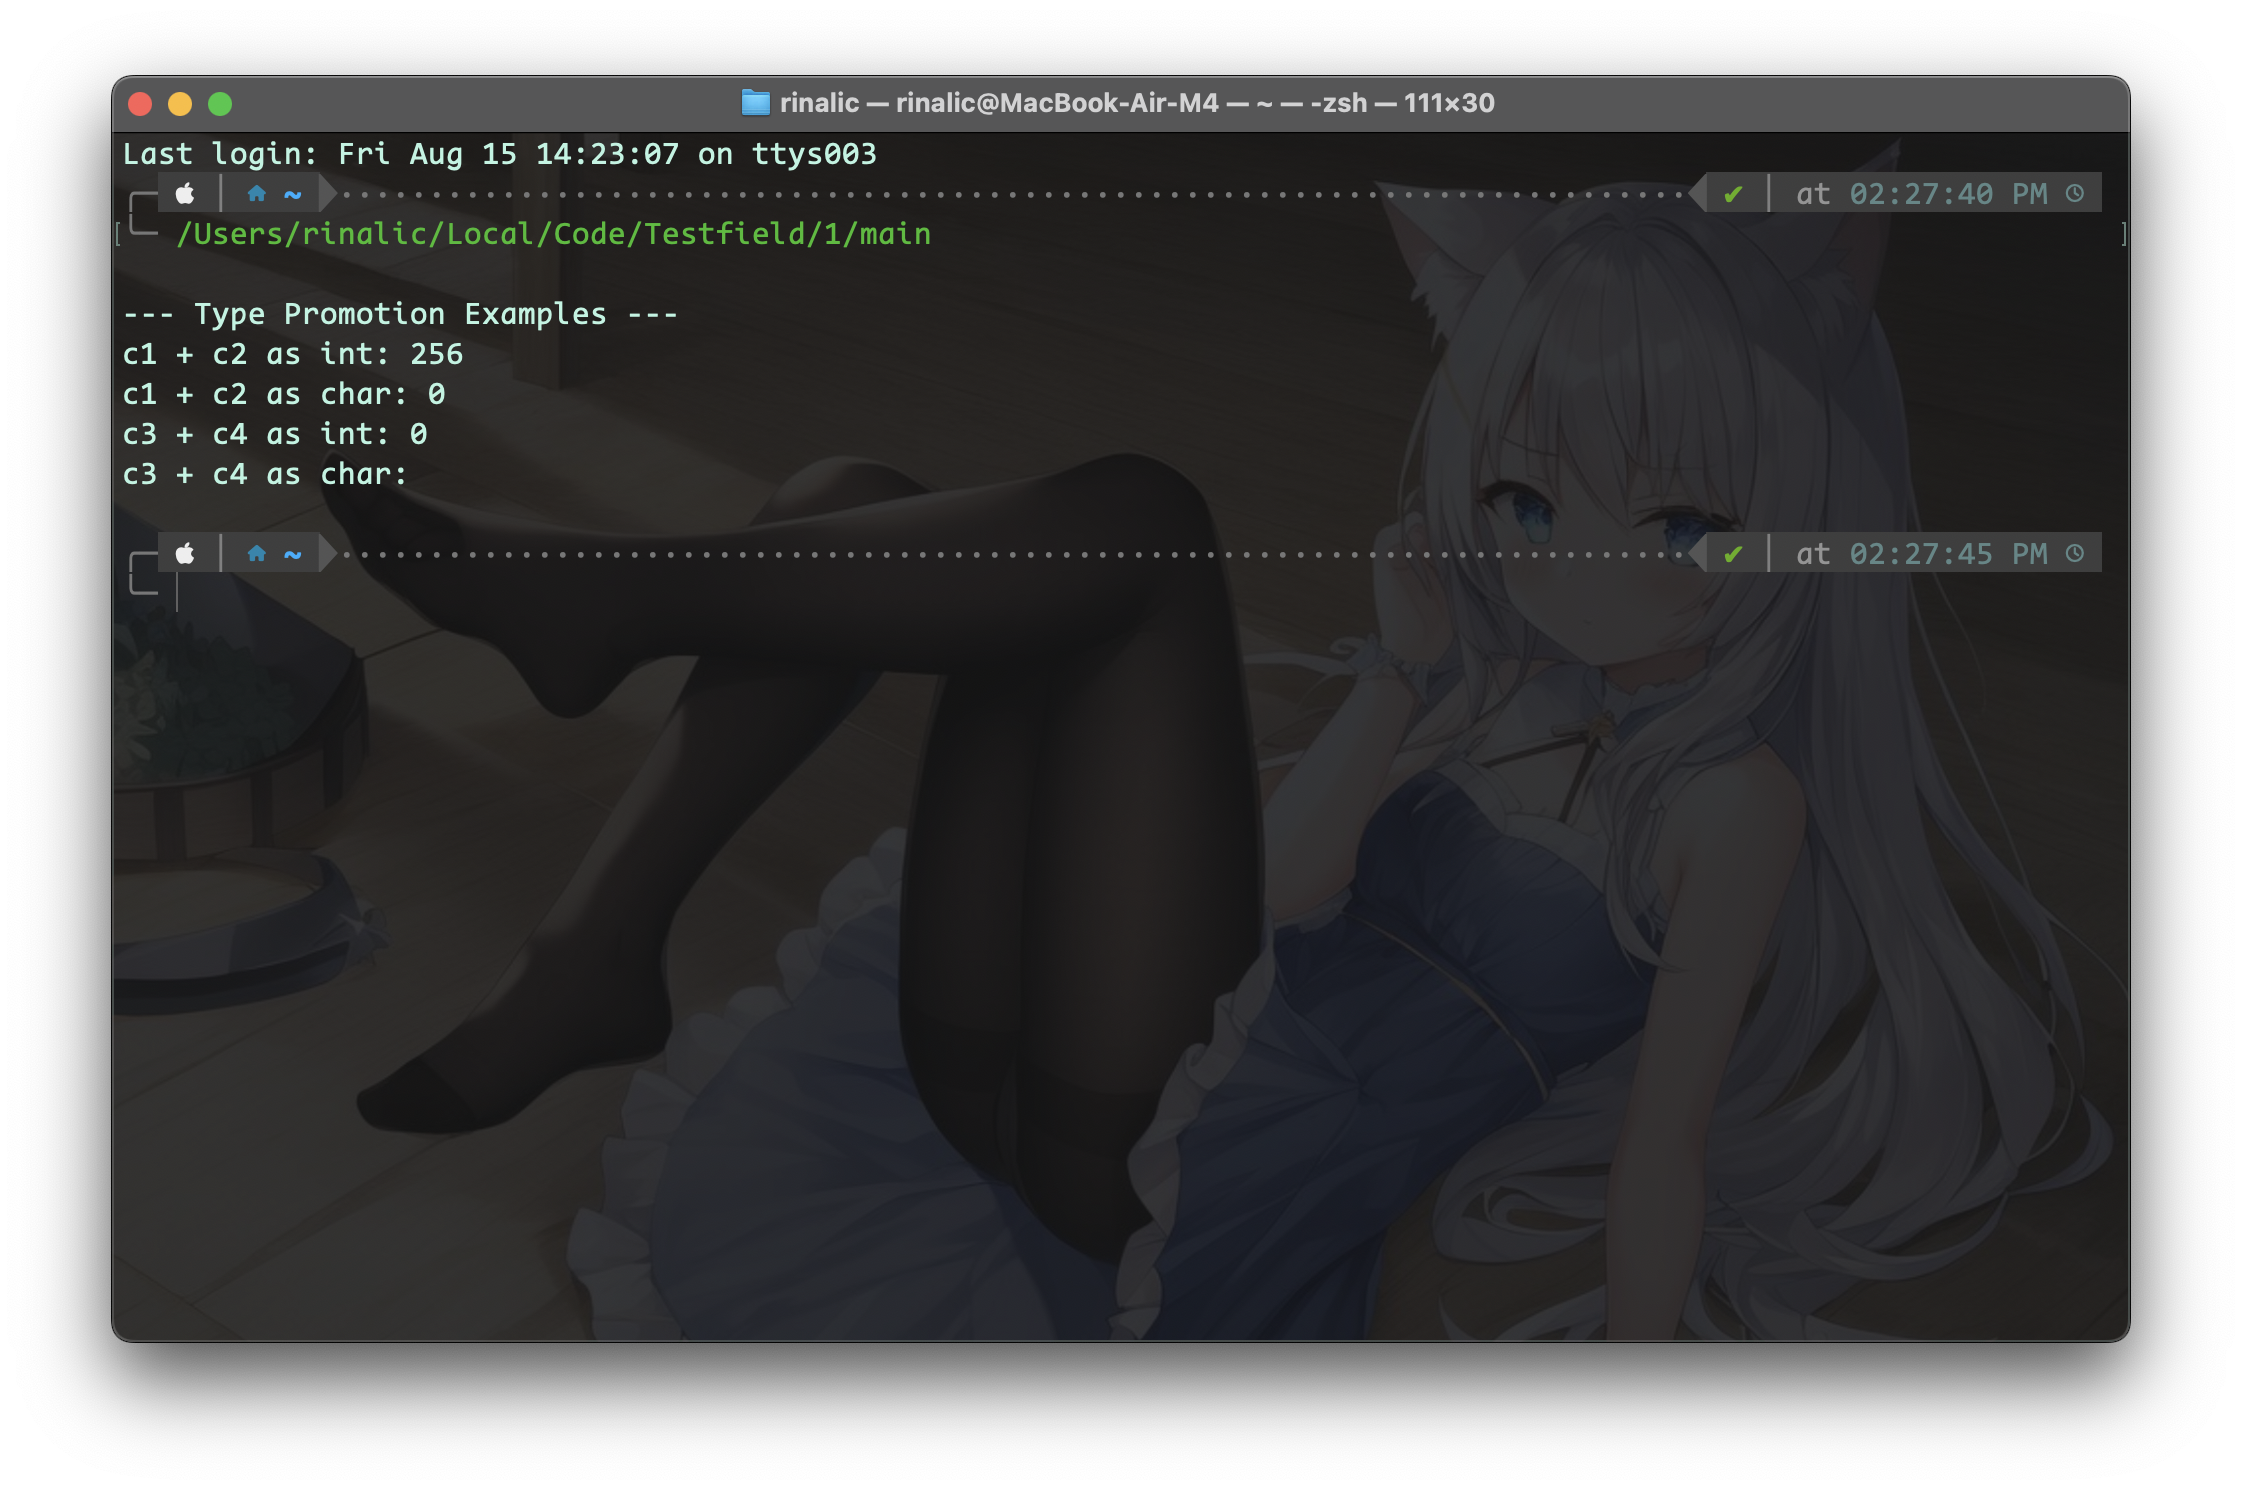 rinalic — rinalic@MacBook-Air-M4 — ~ — -zsh — 111×30
Last login: Fri Aug 15 14:23:07 on ttys003
~ ✔ at 02:27:40 PM
/Users/rinalic/Local/Code/Testfield/1/main
--- Type Promotion Examples ---
c1 + c2 as int: 256
c1 + c2 as char: 0
c3 + c4 as int: 0
c3 + c4 as char:
~ ✔ at 02:27:45 PM